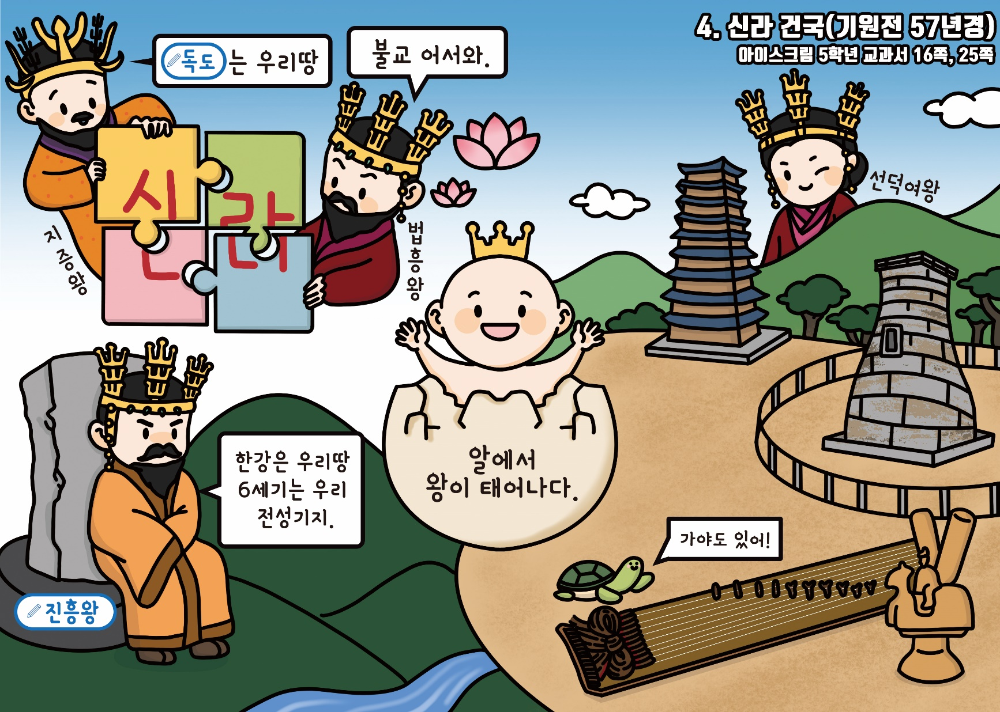 4. 신라 건국(기원전 57년경)
아이스크림 5학년 교과서 16쪽, 25쪽
독도는 우리땅
불교 어서와.
신라
지증왕
법흥왕
선덕여왕
한강은 우리땅
6세기는 우리
전성기지.
진흥왕
알에서
왕이 태어나다.
가야도 있어!